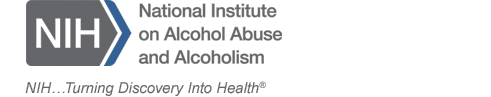 NIH
National Institute
on Alcohol Abuse
and Alcoholism
NIH…Turning Discovery Into Health®